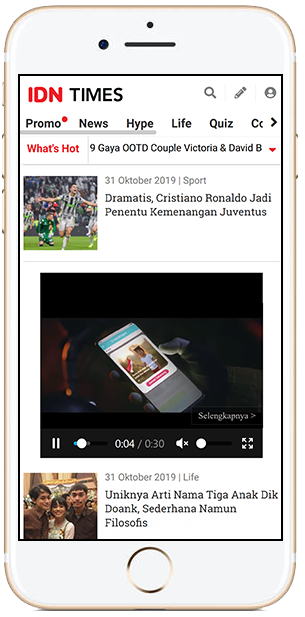 IDN TIMES
Promo News Hype Life Quiz Co
What's Hot 9 Gaya OOTD Couple Victoria & David B
31 Oktober 2019 | Sport
Dramatis, Cristiano Ronaldo Jadi
Penentu Kemenangan Juventus
Selengkapnya >
0:04 / 0:30
31 Oktober 2019 | Life
Uniknya Arti Nama Tiga Anak Dik
Doank, Sederhana Namun
Filosofis